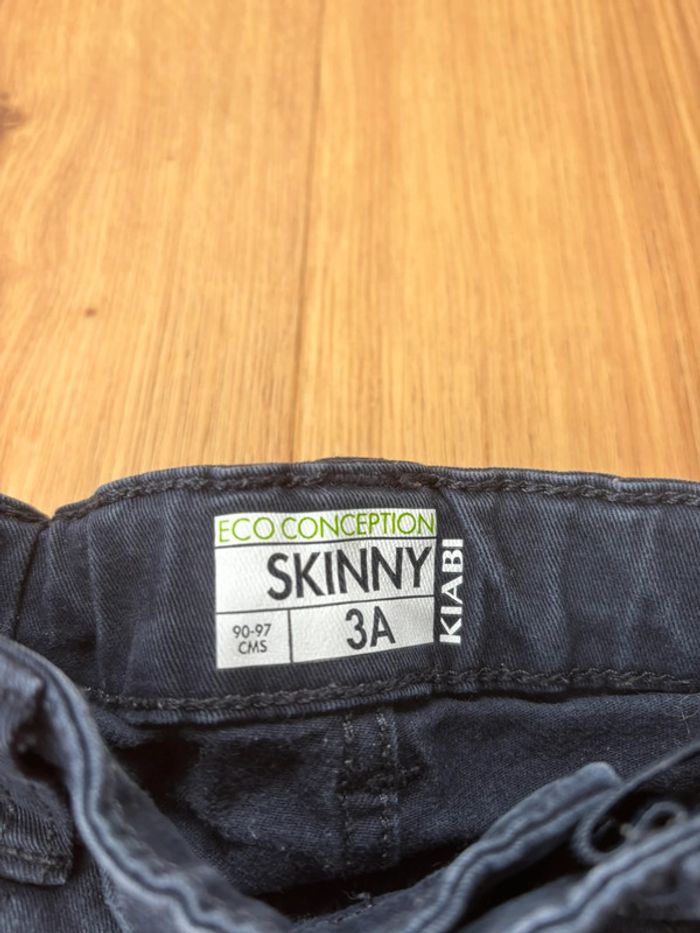 ECO CONCEPTION
SKINNY
90-97
CMS
3A
KIABI